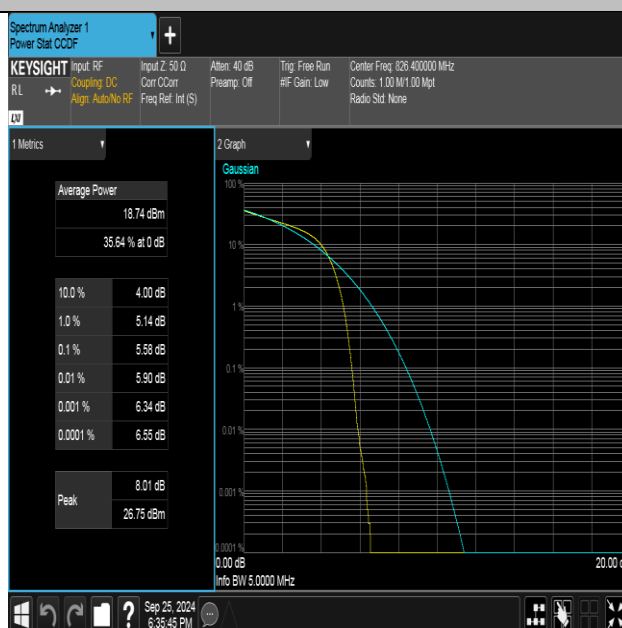 Spectrum Analyzer 1
Power Stat CCDF
+
KEYSIGHT
RL
LXI
Input: RF
Coupling: DC
Align: Auto/No RF
Input Z: 50 Ω
Corr CCorr
Freq Ref: Int (S)
Atten: 40 dB
Preamp: Off
Trig: Free Run
#IF Gain: Low
Center Freq: 826.400000 MHz
Counts: 1.00 M/1.00 Mpt
Radio Std: None
1 Metrics
Average Power
18.74 dBm
35.64 % at 0 dB
10.0 % 4.00 dB
1.0 % 5.14 dB
0.1 % 5.58 dB
0.01 % 5.90 dB
0.001 % 6.34 dB
0.0001 % 6.55 dB
Peak
8.01 dB
26.75 dBm
2 Graph
Gaussian
100 %
10 %
1 %
0.1 %
0.01 %
0.001 %
0.0001 %
0.00 dB
20.00 d
Info BW 5.0000 MHz
?
Sep 25, 2024
6:35:45 PM